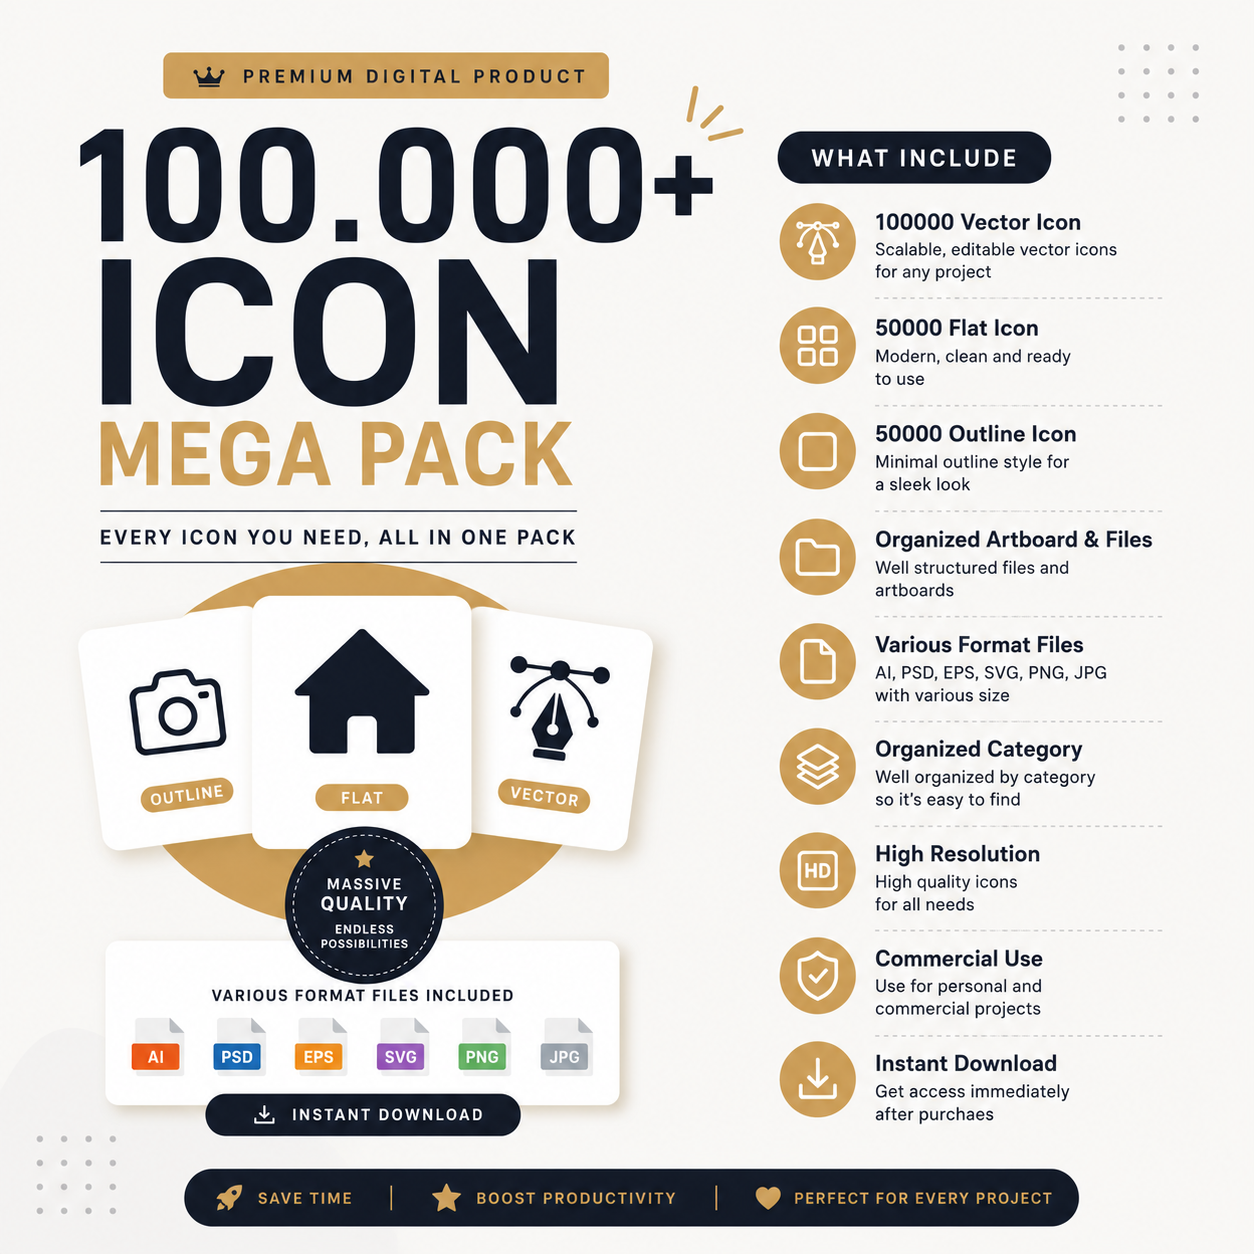 PREMIUM DIGITAL PRODUCT
100.000+
ICON
MEGA PACK
EVERY ICON YOU NEED, ALL IN ONE PACK
OUTLINE
FLAT
VECTOR
MASSIVE
QUALITY
ENDLESS
POSSIBILITIES
VARIOUS FORMAT FILES INCLUDED
AI
PSD
EPS
SVG
PNG
JPG
INSTANT DOWNLOAD
WHAT INCLUDE
100000 Vector Icon
Scalable, editable vector icons
for any project
50000 Flat Icon
Modern, clean and ready
to use
50000 Outline Icon
Minimal outline style for
a sleek look
Organized Artboard & Files
Well structured files and
artboards
Various Format Files
AI, PSD, EPS, SVG, PNG, JPG
with various size
Organized Category
Well organized by category
so it's easy to find
HD
High Resolution
High quality icons
for all needs
Commercial Use
Use for personal and
commercial projects
Instant Download
Get access immediately
after purchaes
SAVE TIME
BOOST PRODUCTIVITY
PERFECT FOR EVERY PROJECT